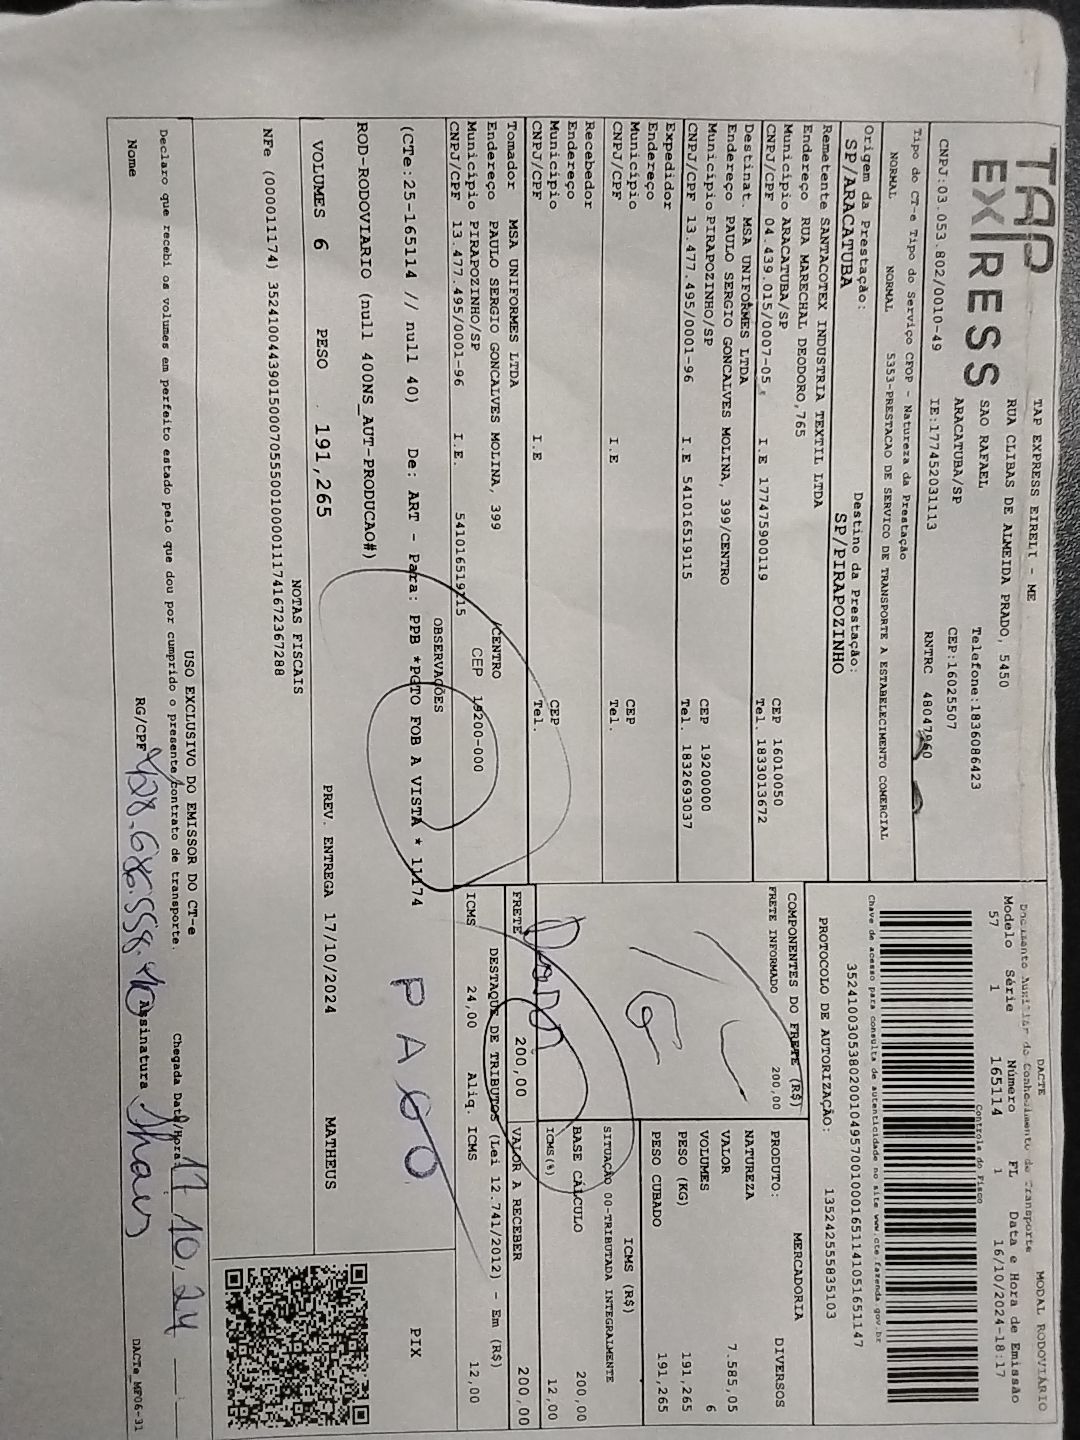 TAP EXPRESS
TAP EXPRESS EIRELI - ME
RUA CLIBAS DE ALMEIDA PRADO, 5450
SAO RAFAEL Telefone:1836086423
ARACATUBA/SP CEP:16025507
CNPJ:03.053.802/0010-49 IE:177452031113 RNTRC 48047960
DACTE MODAL RODOVIÁRIO
Documento Auxiliar do Conhecimento de Transporte
Modelo Série Número FL Data e Hora de Emissão
57 1 165114 1 16/10/2024-18:17
Controle do Fisco
Tipo do CT-e Tipo do Serviço CFOP - Natureza da Prestação
NORMAL NORMAL 5353-PRESTACAO DE SERVICO DE TRANSPORTE A ESTABELECIMENTO COMERCIAL
Chave de acesso para consulta de autenticidade no site www.cte.fazenda.gov.br
35241003053802001049570010001651141051651147
PROTOCOLO DE AUTORIZAÇÃO: 135242555835103
Origem da Prestação: Destino da Prestação:
SP/ARACATUBA SP/PIRAPOZINHO
Remetente SANTACOTEX INDUSTRIA TEXTIL LTDA
Endereço RUA MARECHAL DEODORO,765
Município ARACATUBA/SP CEP 16010050
CNPJ/CPF 04.439.015/0007-05 I.E 177475900119 Tel. 1833013672
Destinat. MSA UNIFORMES LTDA
Endereço PAULO SERGIO GONCALVES MOLINA, 399/CENTRO
Município PIRAPOZINHO/SP CEP 19200000
CNPJ/CPF 13.477.495/0001-96 I.E 541016519115 Tel. 1832693037
Expedidor
Endereço
Município CEP
CNPJ/CPF I.E Tel.
Recebedor
Endereço
Município CEP
CNPJ/CPF I.E Tel.
Tomador MSA UNIFORMES LTDA
Endereço PAULO SERGIO GONCALVES MOLINA, 399 /CENTRO
Município PIRAPOZINHO/SP CEP 19200-000
CNPJ/CPF 13.477.495/0001-96 I.E. 541016519115
COMPONENTES DO FRETE (R$)
FRETE INFORMADO 200,00
FRETE 200,00 VALOR A RECEBER 200,00
PRODUTO: MERCADORIA
NATUREZA DIVERSOS
VALOR 7.585,05
VOLUMES 6
PESO (KG) 191,265
PESO CUBADO 191,265
ICMS (R$)
SITUAÇÃO 00-TRIBUTADA INTEGRALMENTE
BASE CÁLCULO 200,00
ICMS(%) 12,00
DESTAQUE DE TRIBUTOS (Lei 12.741/2012) - Em (R$)
ICMS 24,00 Aliq. ICMS 12,00
OBSERVAÇÕES
(CTe:25-165114 // null 40) De: ART - Para: PPB *PGTO FOB A VISTA * 11174
ROD-RODOVIARIO (null 400NS_AUT-PRODUCAO#)
PAGO
PIX
VOLUMES 6 PESO 191,265 PREV. ENTREGA 17/10/2024 MATHEUS
NOTAS FISCAIS
NFe (000011174) 35241004439015000705550010000111741672367288
USO EXCLUSIVO DO EMISSOR DO CT-e
Declaro que recebi os volumes em perfeito estado pelo que dou por cumprido o presente contrato de transporte. Chegada Data/Hora 17 10, 24
Nome RG/CPF Assinatura
DACTe MF06-31